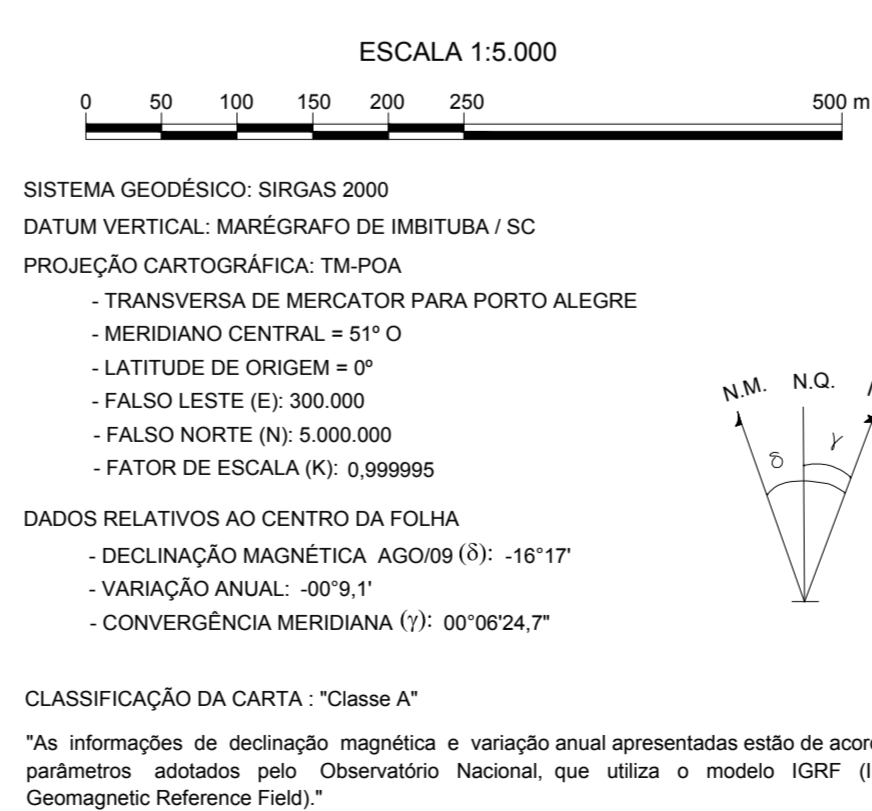 ESCALA 1:5.000
0 50 100 150 200 250 500 m
SISTEMA GEODÉSICO: SIRGAS 2000
DATUM VERTICAL: MARÉGRAFO DE IMBITUBA / SC
PROJEÇÃO CARTOGRÁFICA: TM-POA
- TRANSVERSA DE MERCATOR PARA PORTO ALEGRE
- MERIDIANO CENTRAL = 51º O
- LATITUDE DE ORIGEM = 0º
- FALSO LESTE (E): 300.000
- FALSO NORTE (N): 5.000.000
- FATOR DE ESCALA (K): 0,999995
N.M. N.Q.
δ γ
DADOS RELATIVOS AO CENTRO DA FOLHA
- DECLINAÇÃO MAGNÉTICA AGO/09 (δ): -16°17'
- VARIAÇÃO ANUAL: -00°9,1'
- CONVERGÊNCIA MERIDIANA (γ): 00°06'24,7"
CLASSIFICAÇÃO DA CARTA : "Classe A"
"As informações de declinação magnética e variação anual apresentadas estão de acor
parâmetros adotados pelo Observatório Nacional, que utiliza o modelo IGRF (I
Geomagnetic Reference Field)."